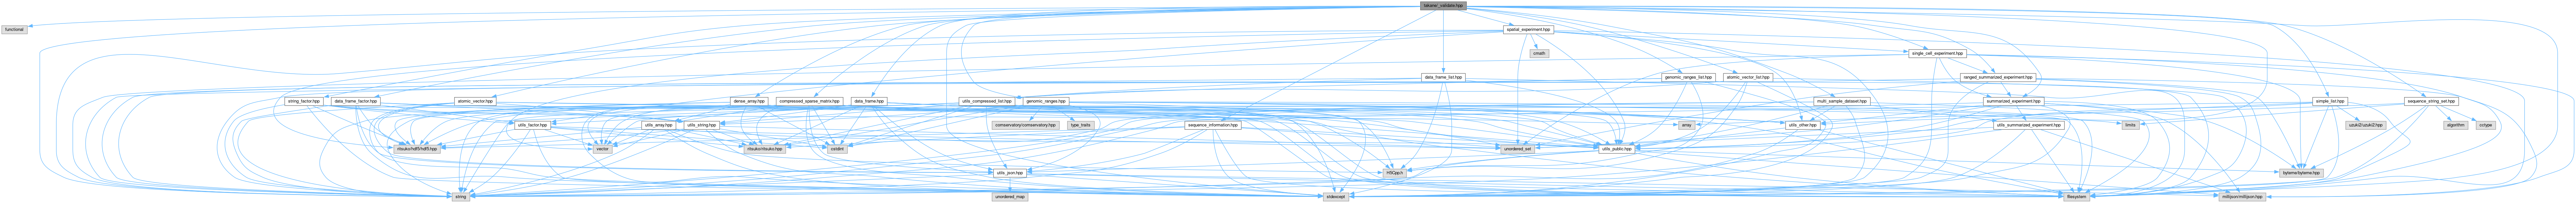 takane/_validate.hpp
functional
spatial_experiment.hpp
cmath
single_cell_experiment.hpp
data_frame_list.hpp
genomic_ranges_list.hpp
atomic_vector_list.hpp
ranged_summarized_experiment.hpp
string_factor.hpp
data_frame_factor.hpp
atomic_vector.hpp
dense_array.hpp
compressed_sparse_matrix.hpp
data_frame.hpp
utils_compressed_list.hpp
genomic_ranges.hpp
multi_sample_dataset.hpp
summarized_experiment.hpp
simple_list.hpp
sequence_string_set.hpp
utils_factor.hpp
utils_array.hpp
utils_string.hpp
comservatory/comservatory.hpp
type_traits
sequence_information.hpp
array
utils_other.hpp
utils_summarized_experiment.hpp
limits
uzuki2/uzuki2.hpp
algorithm
cctype
ritsuko/hdf5/hdf5.hpp
vector
ritsuko/ritsuko.hpp
cstdint
unordered_set
utils_public.hpp
utils_json.hpp
H5Cpp.h
byteme/byteme.hpp
string
unordered_map
stdexcept
filesystem
millijson/millijson.hpp